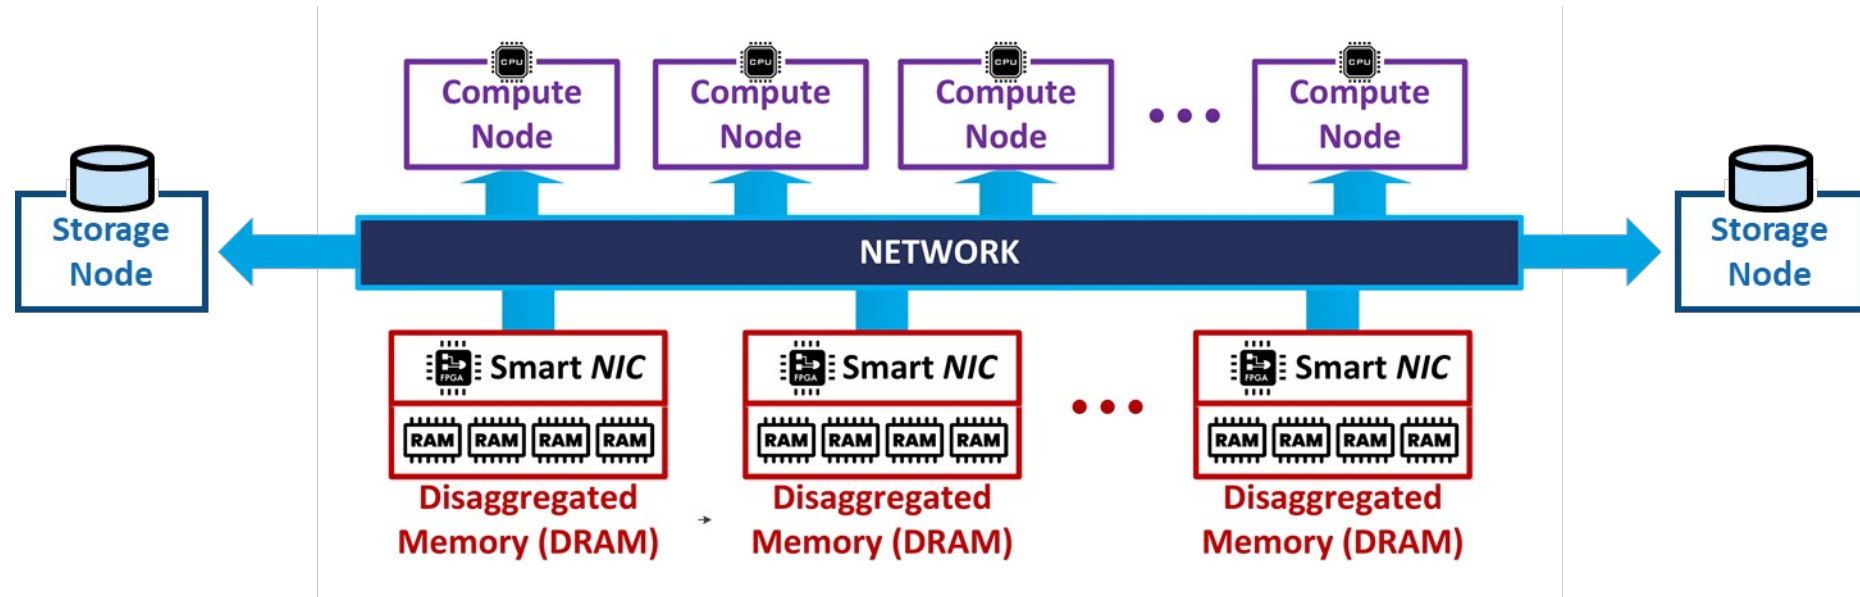 CPU CPU CPU CPU
Compute Compute Compute Compute
Node Node Node Node
Storage Storage
Node Node
NETWORK
FPGA Smart NIC FPGA Smart NIC FPGA Smart NIC
RAM RAM RAM RAM RAM RAM RAM RAM RAM RAM RAM RAM
Disaggregated Disaggregated Disaggregated
Memory (DRAM) Memory (DRAM) Memory (DRAM)